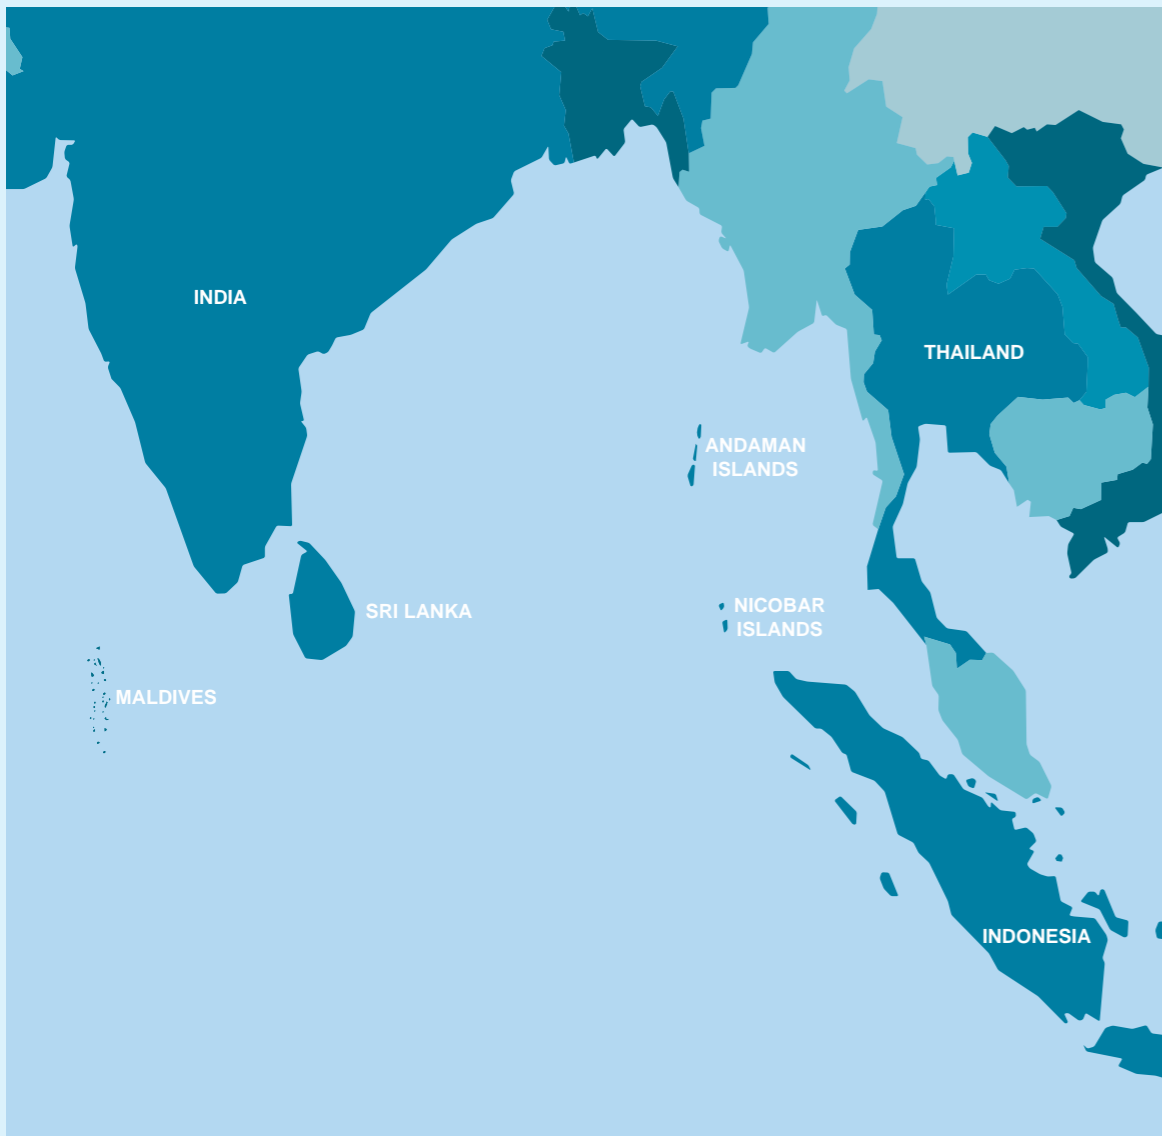 INDIA
THAILAND
ANDAMAN
ISLANDS
NICOBAR
ISLANDS
SRI LANKA
MALDIVES
INDONESIA